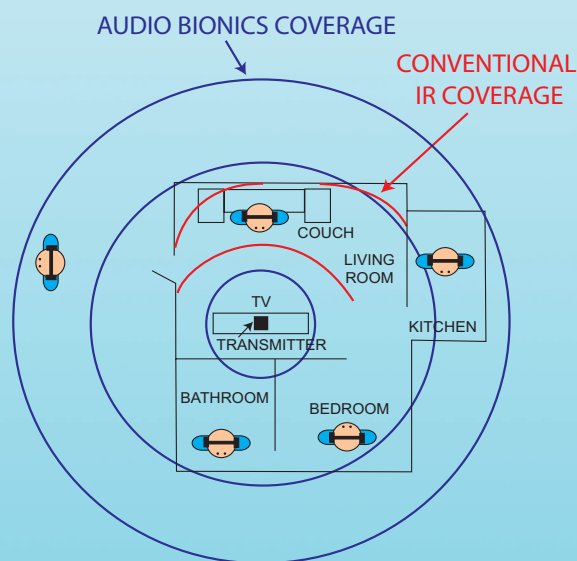 AUDIO BIONICS COVERAGE
CONVENTIONAL
IR COVERAGE
COUCH
LIVING
ROOM
TV
TRANSMITTER
KITCHEN
BATHROOM
BEDROOM